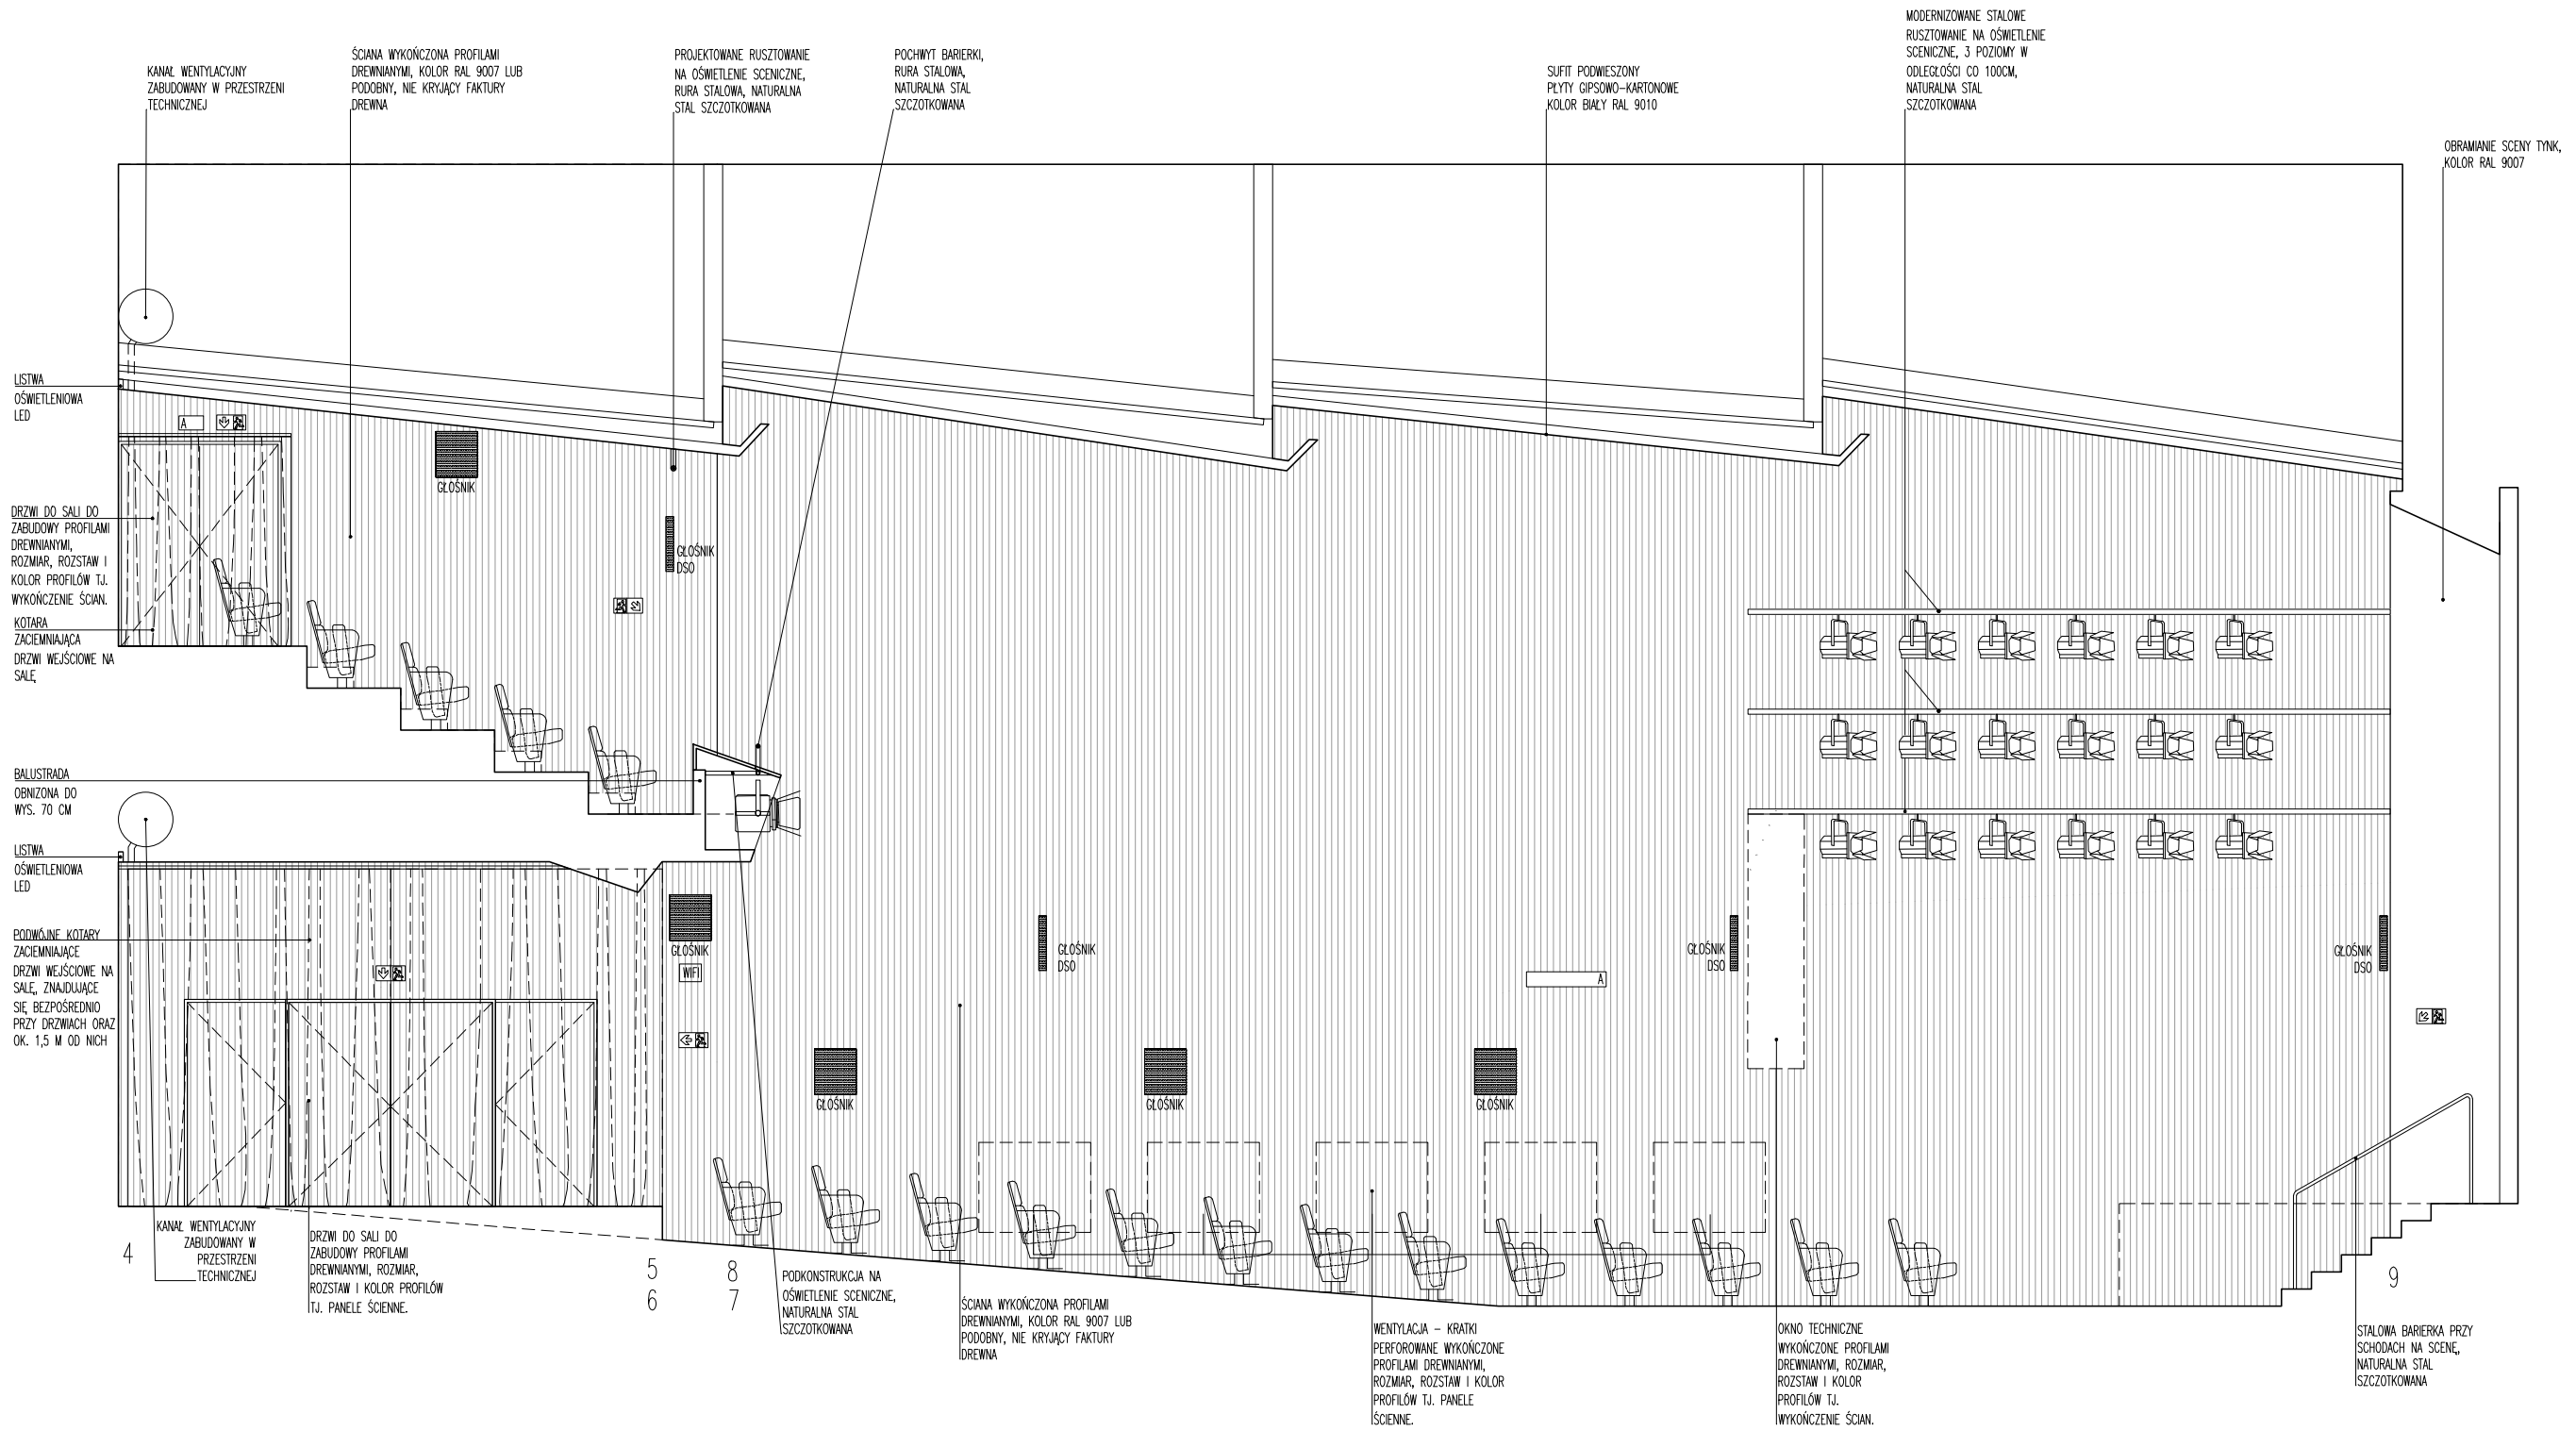 KANAŁ WENTYLACYJNY
ZABUDOWANY W PRZESTRZENI
TECHNICZNEJ
ŚCIANA WYKOŃCZONA PROFILAMI
DREWNIANYMI, KOLOR RAL 9007 LUB
PODOBNY, NIE KRYJĄCY FAKTURY
DREWNA
PROJEKTOWANE RUSZTOWANIE
NA OŚWIETLENIE SCENICZNE,
RURA STALOWA, NATURALNA
STAL SZCZOTKOWANA
POCHWYT BARIERKI,
RURA STALOWA,
NATURALNA STAL
SZCZOTKOWANA
SUFIT PODWIESZONY
PŁYTY GIPSOWO-KARTONOWE
KOLOR BIAŁY RAL 9010
MODERNIZOWANE STALOWE
RUSZTOWANIE NA OŚWIETLENIE
SCENICZNE, 3 POZIOMY W
ODLEGŁOŚCI CO 100CM,
NATURALNA STAL
SZCZOTKOWANA
OBRAMIANIE SCENY TYNK,
KOLOR RAL 9007
LISTWA
OŚWIETLENIOWA
LED
A
GŁOŚNIK
DRZWI DO SALI DO
ZABUDOWY PROFILAMI
DREWNIANYMI,
ROZMIAR, ROZSTAW I
KOLOR PROFILÓW TJ.
WYKOŃCZENIE ŚCIAN.
GŁOŚNIK
DSO
KOTARA
ZACIEMNIAJĄCA
DRZWI WEJŚCIOWE NA
SALĘ
BALUSTRADA
OBNIZONA DO
WYS. 70 CM
LISTWA
OŚWIETLENIOWA
LED
PODWÓJNE KOTARY
ZACIEMNIAJĄCE
DRZWI WEJŚCIOWE NA
SALĘ, ZNAJDUJĄCE
SIĘ BEZPOŚREDNIO
PRZY DRZWIACH ORAZ
OK. 1,5 M OD NICH
GŁOŚNIK
WIFI
GŁOŚNIK
DSO
GŁOŚNIK
DSO
GŁOŚNIK
DSO
A
GŁOŚNIK
GŁOŚNIK
GŁOŚNIK
4
KANAŁ WENTYLACYJNY
ZABUDOWANY W
PRZESTRZENI
TECHNICZNEJ
DRZWI DO SALI DO
ZABUDOWY PROFILAMI
DREWNIANYMI, ROZMIAR,
ROZSTAW I KOLOR PROFILÓW
TJ. PANELE ŚCIENNE.
5
6
8
7
PODKONSTRUKCJA NA
OŚWIETLENIE SCENICZNE,
NATURALNA STAL
SZCZOTKOWANA
ŚCIANA WYKOŃCZONA PROFILAMI
DREWNIANYMI, KOLOR RAL 9007 LUB
PODOBNY, NIE KRYJĄCY FAKTURY
DREWNA
WENTYLACJA – KRATKI
PERFOROWANE WYKOŃCZONE
PROFILAMI DREWNIANYMI,
ROZMIAR, ROZSTAW I KOLOR
PROFILÓW TJ. PANELE
ŚCIENNE.
OKNO TECHNICZNE
WYKOŃCZONE PROFILAMI
DREWNIANYMI, ROZMIAR,
ROZSTAW I KOLOR
PROFILÓW TJ.
WYKOŃCZENIE ŚCIAN.
9
STALOWA BARIERKA PRZY
SCHODACH NA SCENĘ,
NATURALNA STAL
SZCZOTKOWANA